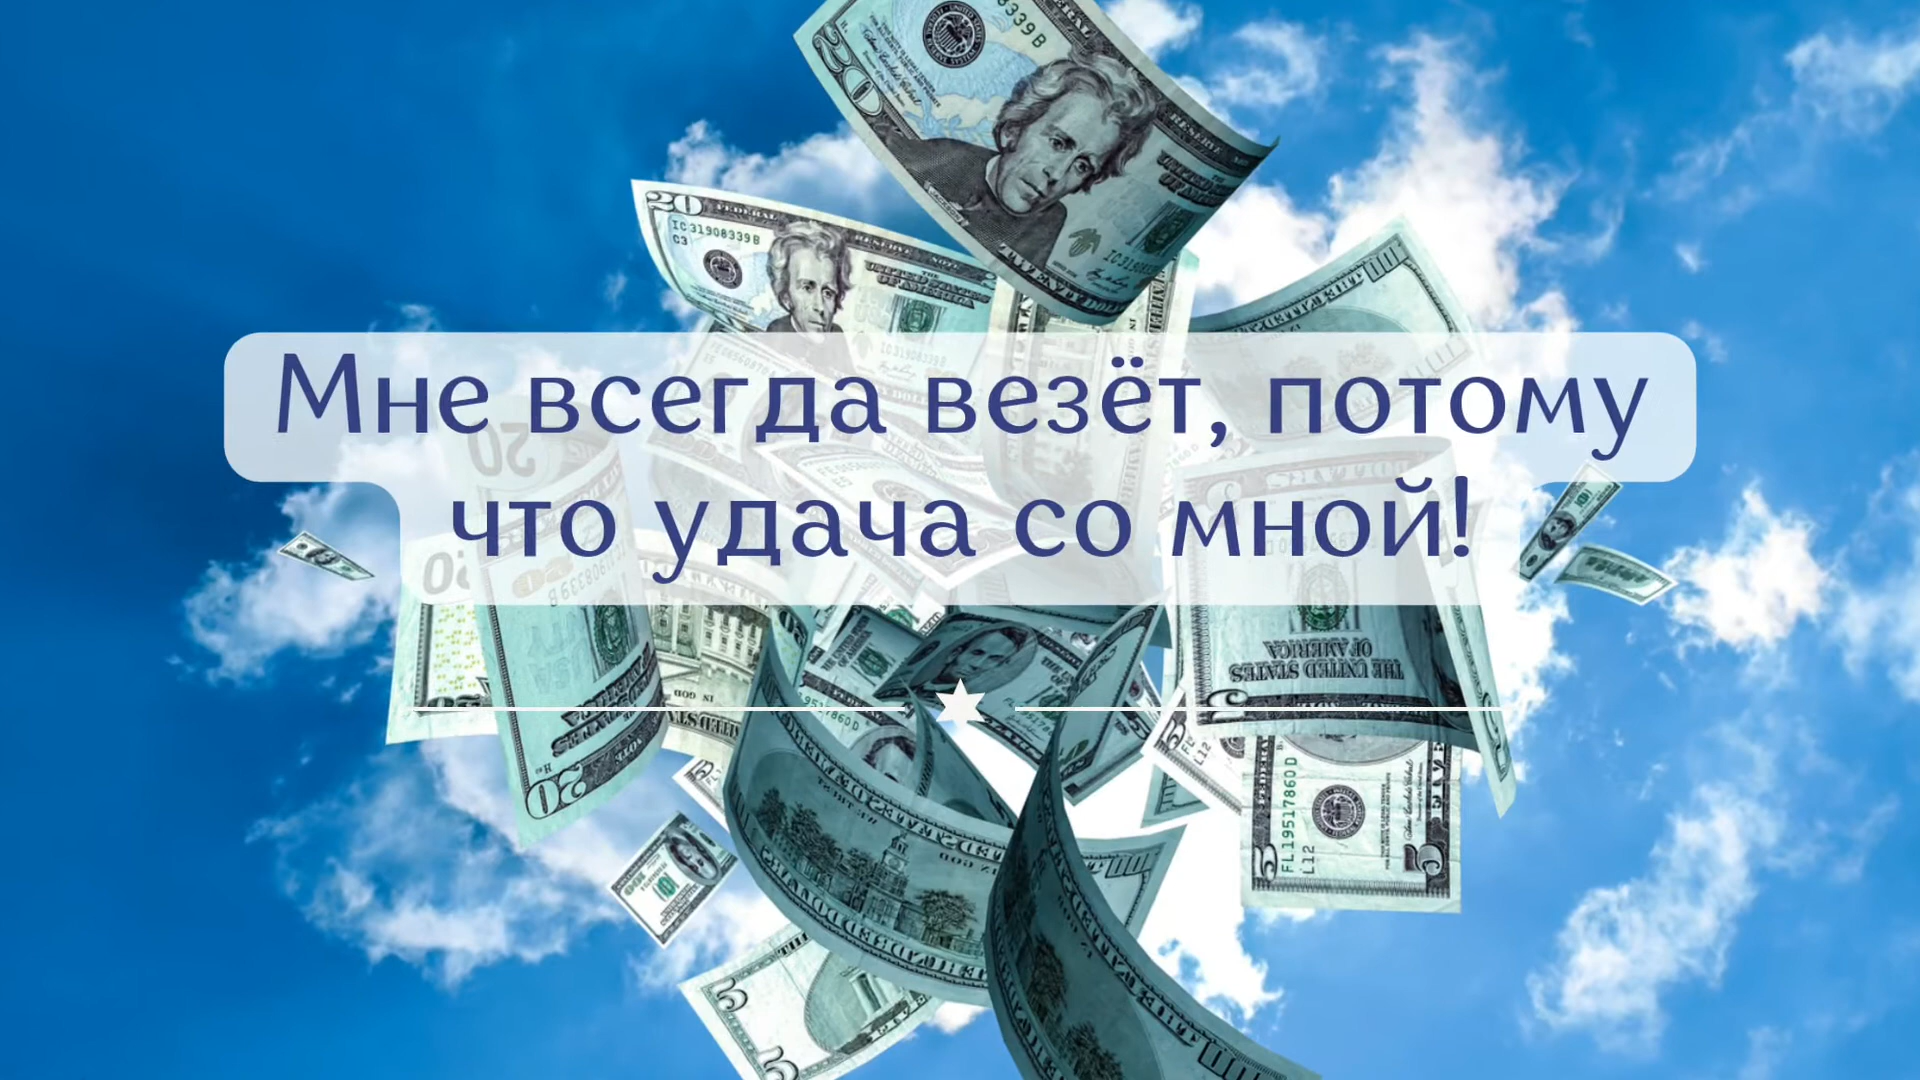 Мне всегда везёт, потому
что удача со мной!